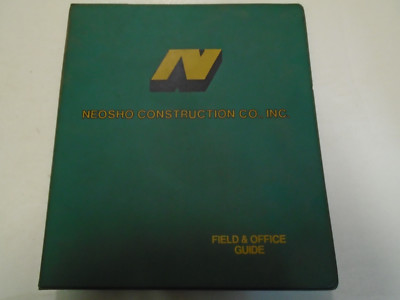 N
NEOSHO CONSTRUCTION CO., INC.
FIELD & OFFICE
GUIDE